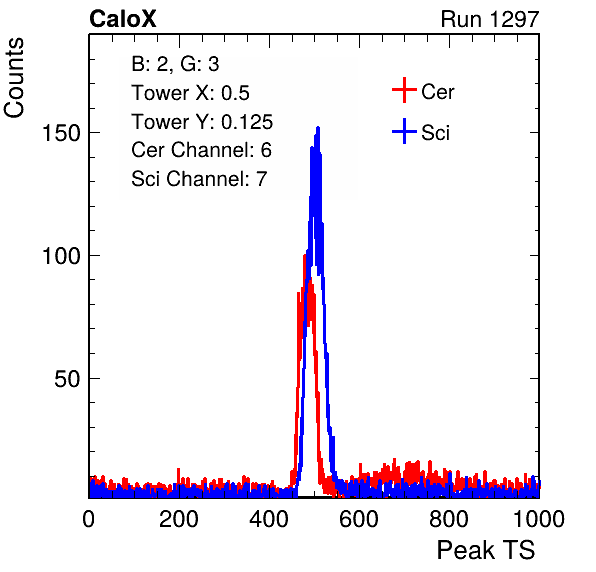 CaloX Run 1297
Counts
B: 2, G: 3
Tower X: 0.5
Tower Y: 0.125
Cer Channel: 6
Sci Channel: 7
Cer
Sci
150
100
50
0 200 400 600 800 1000
Peak TS